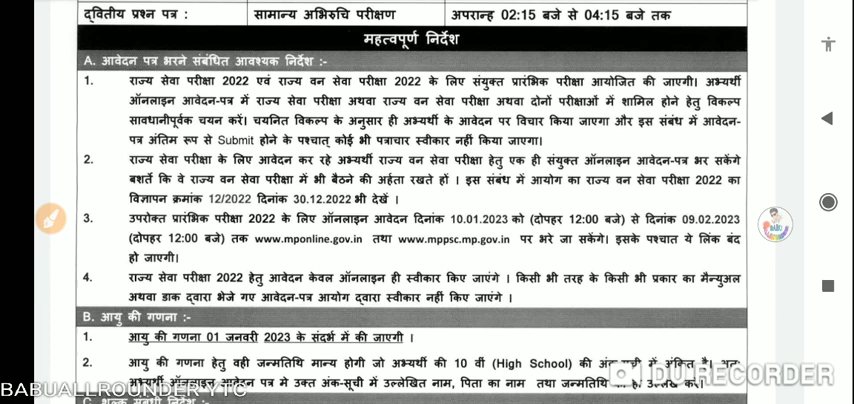 द्वितीय प्रश्न पत्र : सामान्य अभिरुचि परीक्षण अपरान्ह 02:15 बजे से 04:15 बजे तक
महत्वपूर्ण निर्देश
A. आवेदन पत्र भरने संबंधित आवश्यक निर्देश :-
1. राज्य सेवा परीक्षा 2022 एवं राज्य वन सेवा परीक्षा 2022 के लिए संयुक्त प्रारंभिक परीक्षा आयोजित की जाएगी। अभ्यर्थी
ऑनलाइन आवेदन-पत्र में राज्य सेवा परीक्षा अथवा राज्य वन सेवा परीक्षा अथवा दोनों परीक्षाओं में शामिल होने हेतु विकल्प
सावधानीपूर्वक चयन करें। चयनित विकल्प के अनुसार ही अभ्यर्थी के आवेदन पर विचार किया जाएगा और इस संबंध में आवेदन-
पत्र अंतिम रूप से Submit होने के पश्चात् कोई भी पत्राचार स्वीकार नहीं किया जाएगा।
2. राज्य सेवा परीक्षा के लिए आवेदन कर रहे अभ्यर्थी राज्य वन सेवा परीक्षा हेतु एक ही संयुक्त ऑनलाइन आवेदन-पत्र भर सकेंगे
बशर्ते कि वे राज्य वन सेवा परीक्षा में भी बैठने की अर्हता रखते हों । इस संबंध में आयोग का राज्य वन सेवा परीक्षा 2022 का
विज्ञापन क्रमांक 12/2022 दिनांक 30.12.2022 भी देखें ।
3. उपरोक्त प्रारंभिक परीक्षा 2022 के लिए ऑनलाइन आवेदन दिनांक 10.01.2023 को (दोपहर 12:00 बजे) से दिनांक 09.02.2023
(दोपहर 12:00 बजे) तक www.mponline.gov.in तथा www.mppsc.mp.gov.in पर भरे जा सकेंगे। इसके पश्चात ये लिंक बंद
हो जाएगी।
4. राज्य सेवा परीक्षा 2022 हेतु आवेदन केवल ऑनलाइन ही स्वीकार किए जाएंगे । किसी भी तरह के किसी भी प्रकार का मैन्युअल
अथवा डाक द्वारा भेजे गए आवेदन-पत्र आयोग द्वारा स्वीकार नहीं किए जाएंगे ।
B. आयु की गणना :-
1. आयु की गणना 01 जनवरी 2023 के संदर्भ में की जाएगी ।
2. आयु की गणना हेतु वही जन्मतिथि मान्य होगी जो अभ्यर्थी की 10 वीं (High School) की में अंकित है।
अभ्यर्थी ऑनलाइन आवेदन पत्र मे उक्त अंक-सूची में उल्लेखित नाम, पिता का नाम तथा जन्मतिथि
DU RECORDER
BABUALLROUNDER YTC
C. शुल्क संबंधी निर्देश :-